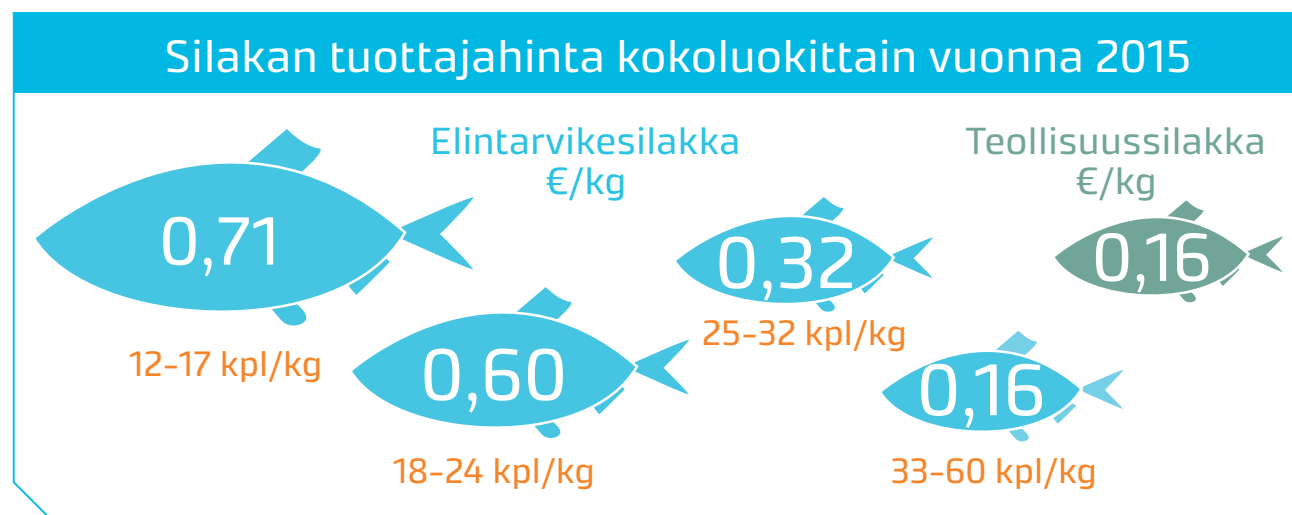 Silakan tuottajahinta kokoluokittain vuonna 2015
Elintarvikesilakka
€/kg
Teollisuussilakka
€/kg
0,71
12-17 kpl/kg
0,60
18-24 kpl/kg
0,32
25-32 kpl/kg
0,16
33-60 kpl/kg
0,16